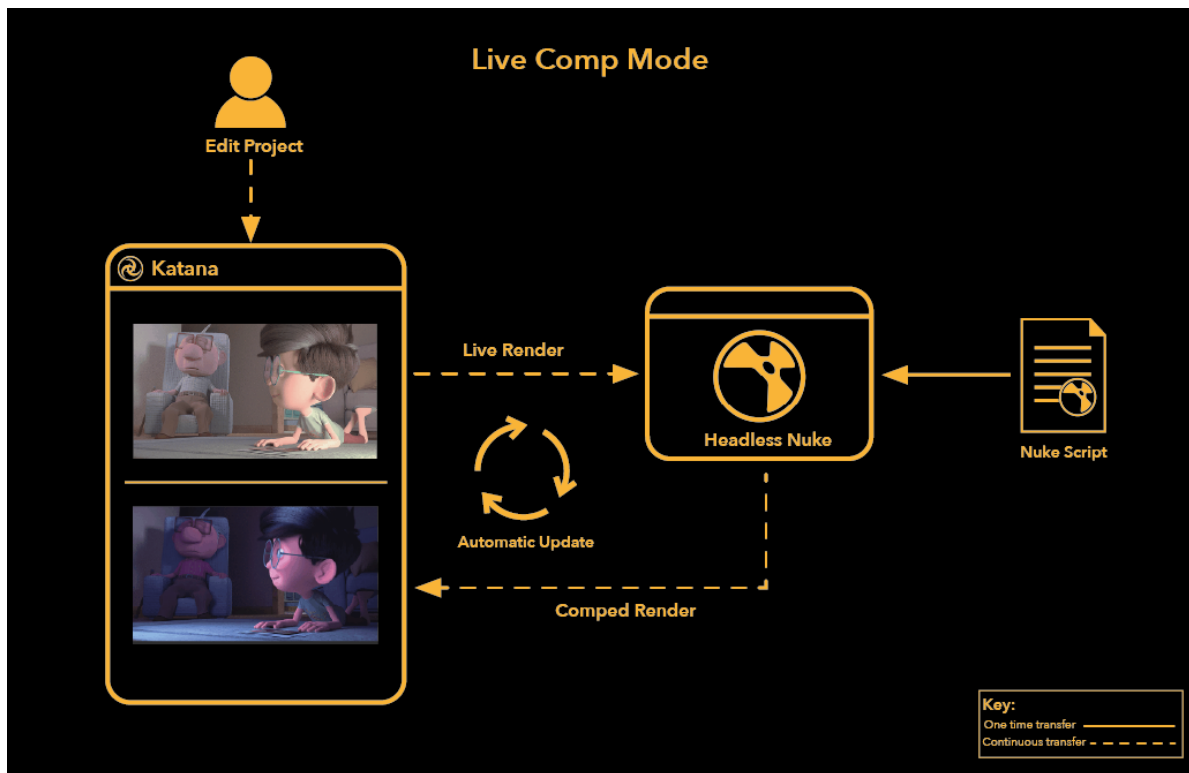 Live Comp Mode
Edit Project
Katana
Live Render
Headless Nuke
Nuke Script
Automatic Update
Comped Render
Key:
One time transfer
Continuous transfer